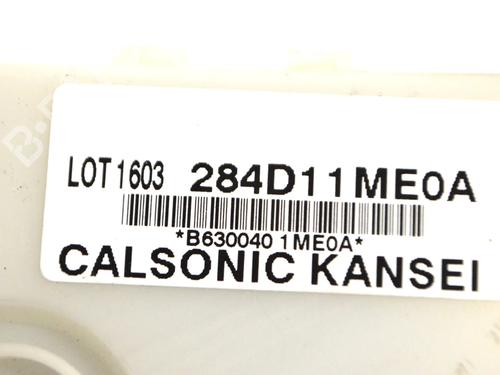 LOT1603 284D11ME0A
*B630040 1ME0A*
CALSONIC KANSEI